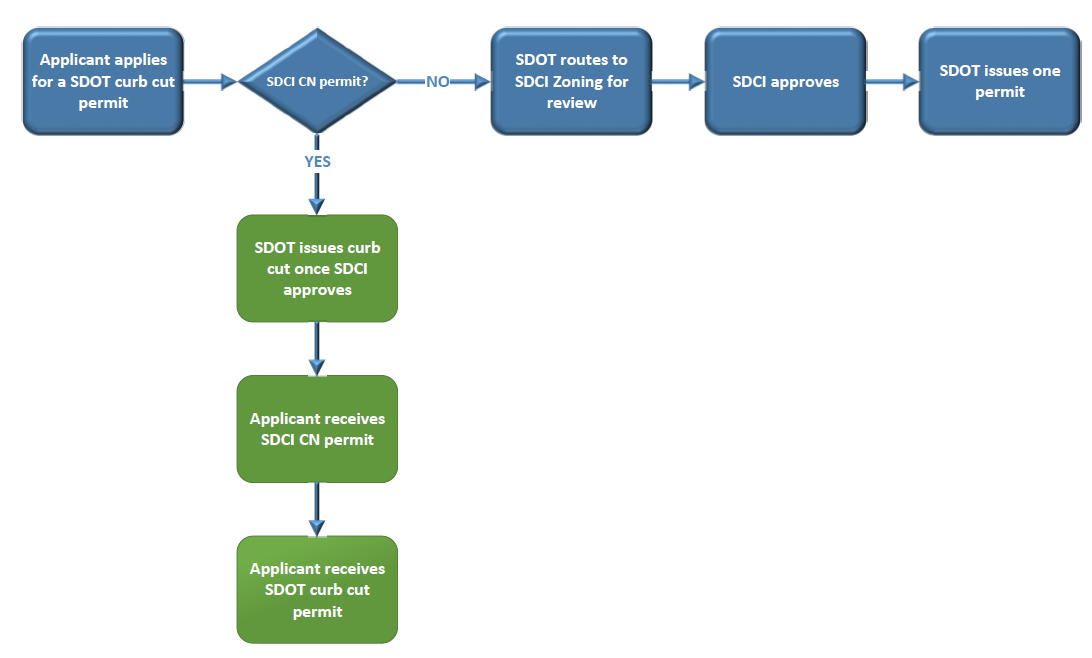 Applicant applies
for a SDOT curb cut
permit
SDCI CN permit?
NO
SDOT routes to
SDCI Zoning for
review
SDCI approves
SDOT issues one
permit
YES
SDOT issues curb
cut once SDCI
approves
Applicant receives
SDCI CN permit
Applicant receives
SDOT curb cut
permit